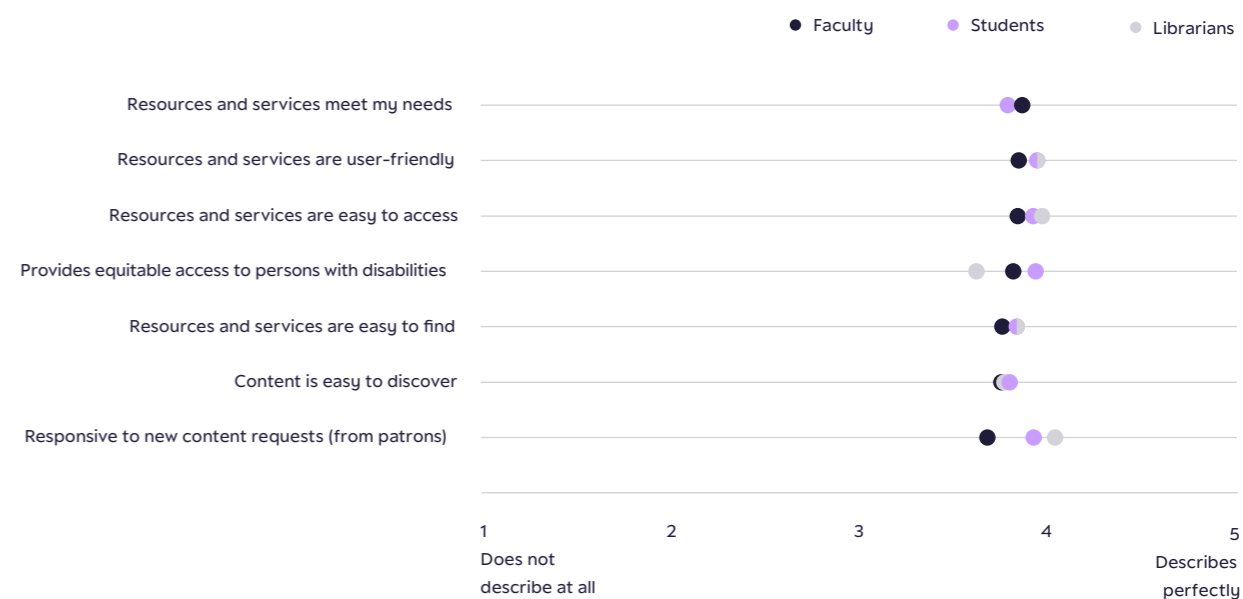 Faculty Students Librarians
Resources and services meet my needs
Resources and services are user-friendly
Resources and services are easy to access
Provides equitable access to persons with disabilities
Resources and services are easy to find
Content is easy to discover
Responsive to new content requests (from patrons)
1 2 3 4 5
Does not
describe at all
Describes
perfectly